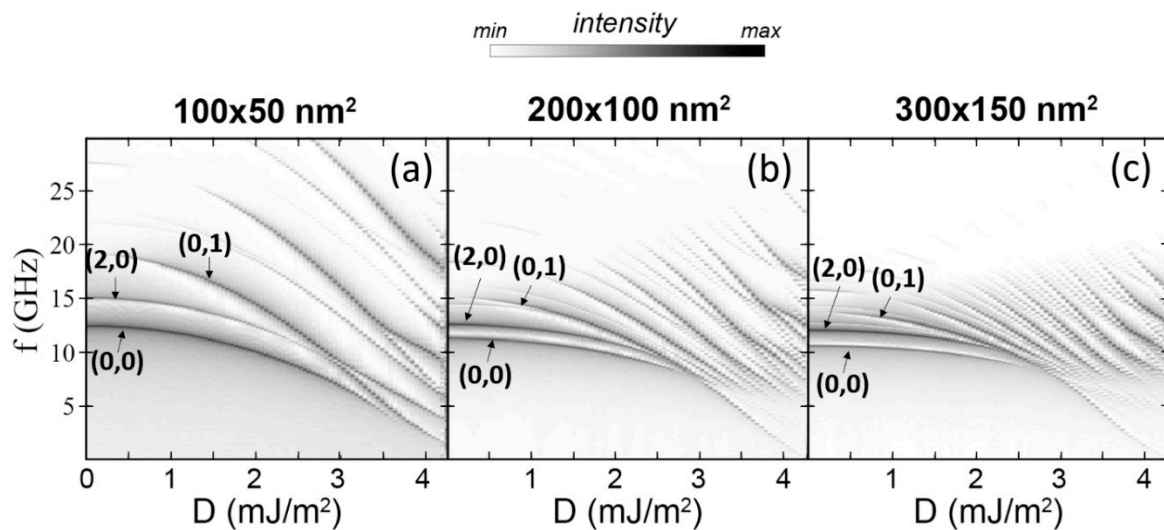 intensity
min max
100x50 nm²
200x100 nm²
300x150 nm²
(a)
(b)
(c)
f (GHz)
25
20
15
10
5
(2,0)
(0,1)
(0,0)
(2,0)
(0,1)
(0,0)
(2,0)
(0,1)
(0,0)
0 1 2 3 4
1 2 3 4
1 2 3 4
D (mJ/m²)
D (mJ/m²)
D (mJ/m²)